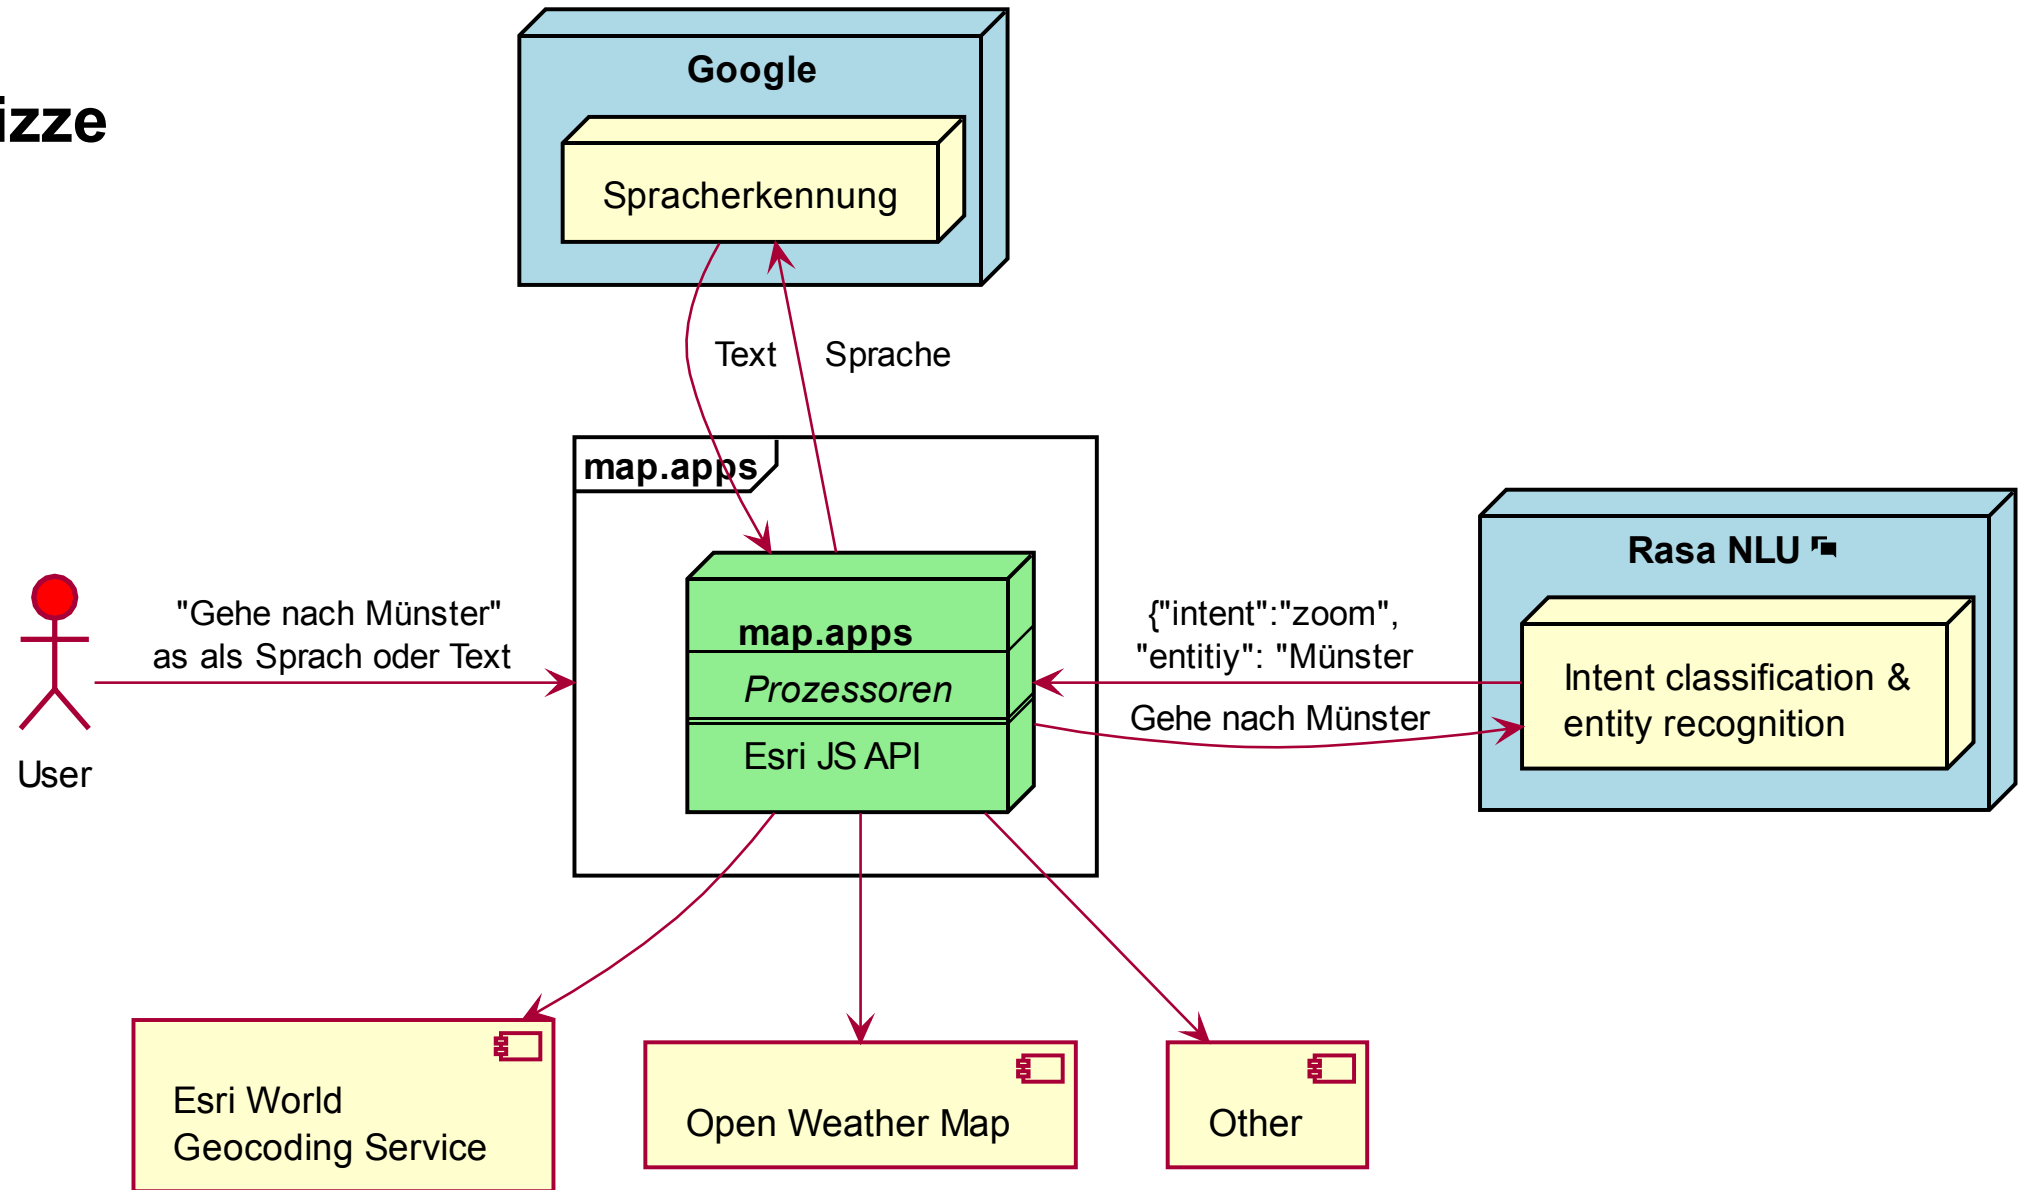 izze
Google
Spracherkennung
Text
Sprache
map.apps
"Gehe nach Münster"
as als Sprach oder Text
User
map.apps
Prozessoren
Esri JS API
{"intent":"zoom",
"entitiy": "Münster
Gehe nach Münster
Rasa NLU
Intent classification &
entity recognition
Esri World
Geocoding Service
Open Weather Map
Other